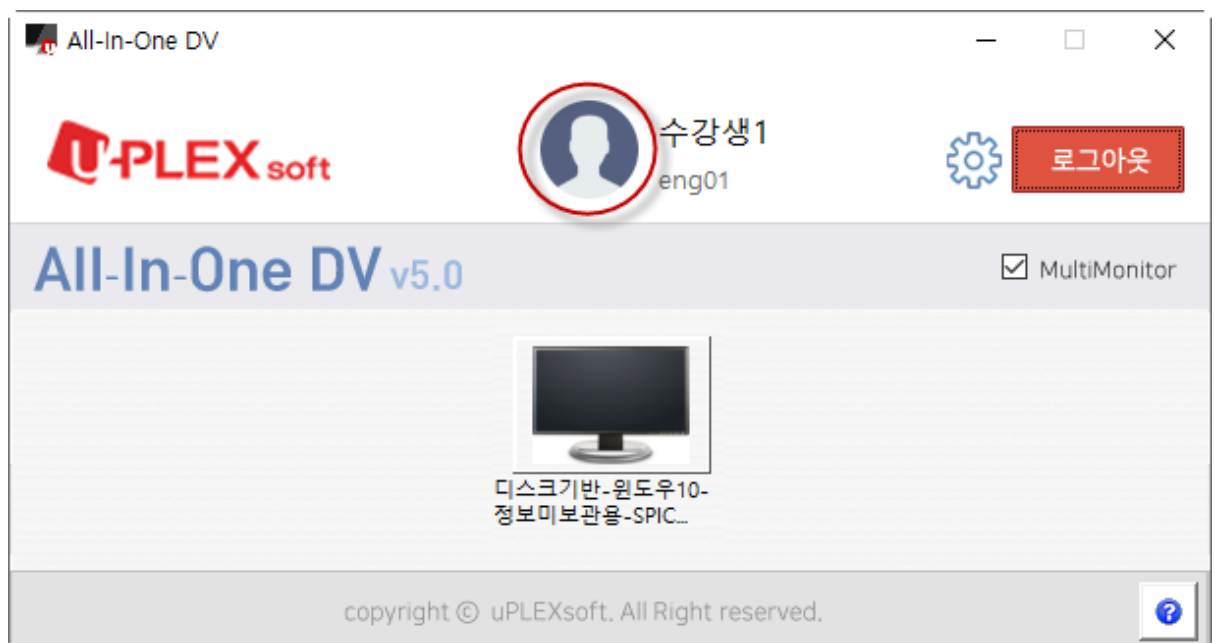 All-In-One DV
U-PLEX soft
수강생1
eng01
로그아웃
All-In-One DV v5.0
MultiMonitor
디스크기반-윈도우10-
정보미보관용-SPIC...
copyright © uPLEXsoft. All Right reserved.